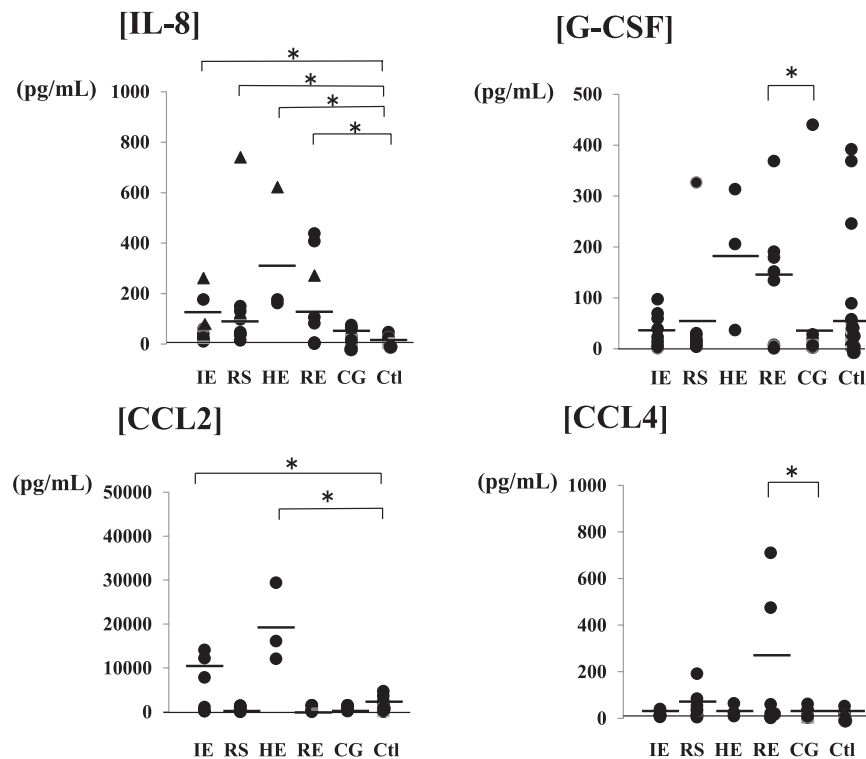 [IL-8]
(pg/mL)
1000
800
600
400
200
0
IE RS HE RE CG Ctl
*
*
*
*
[G-CSF]
(pg/mL)
500
400
300
200
100
0
IE RS HE RE CG Ctl
*
[CCL2]
(pg/mL)
50000
40000
30000
20000
10000
0
IE RS HE RE CG Ctl
*
*
[CCL4]
(pg/mL)
1000
800
600
400
200
0
IE RS HE RE CG Ctl
*